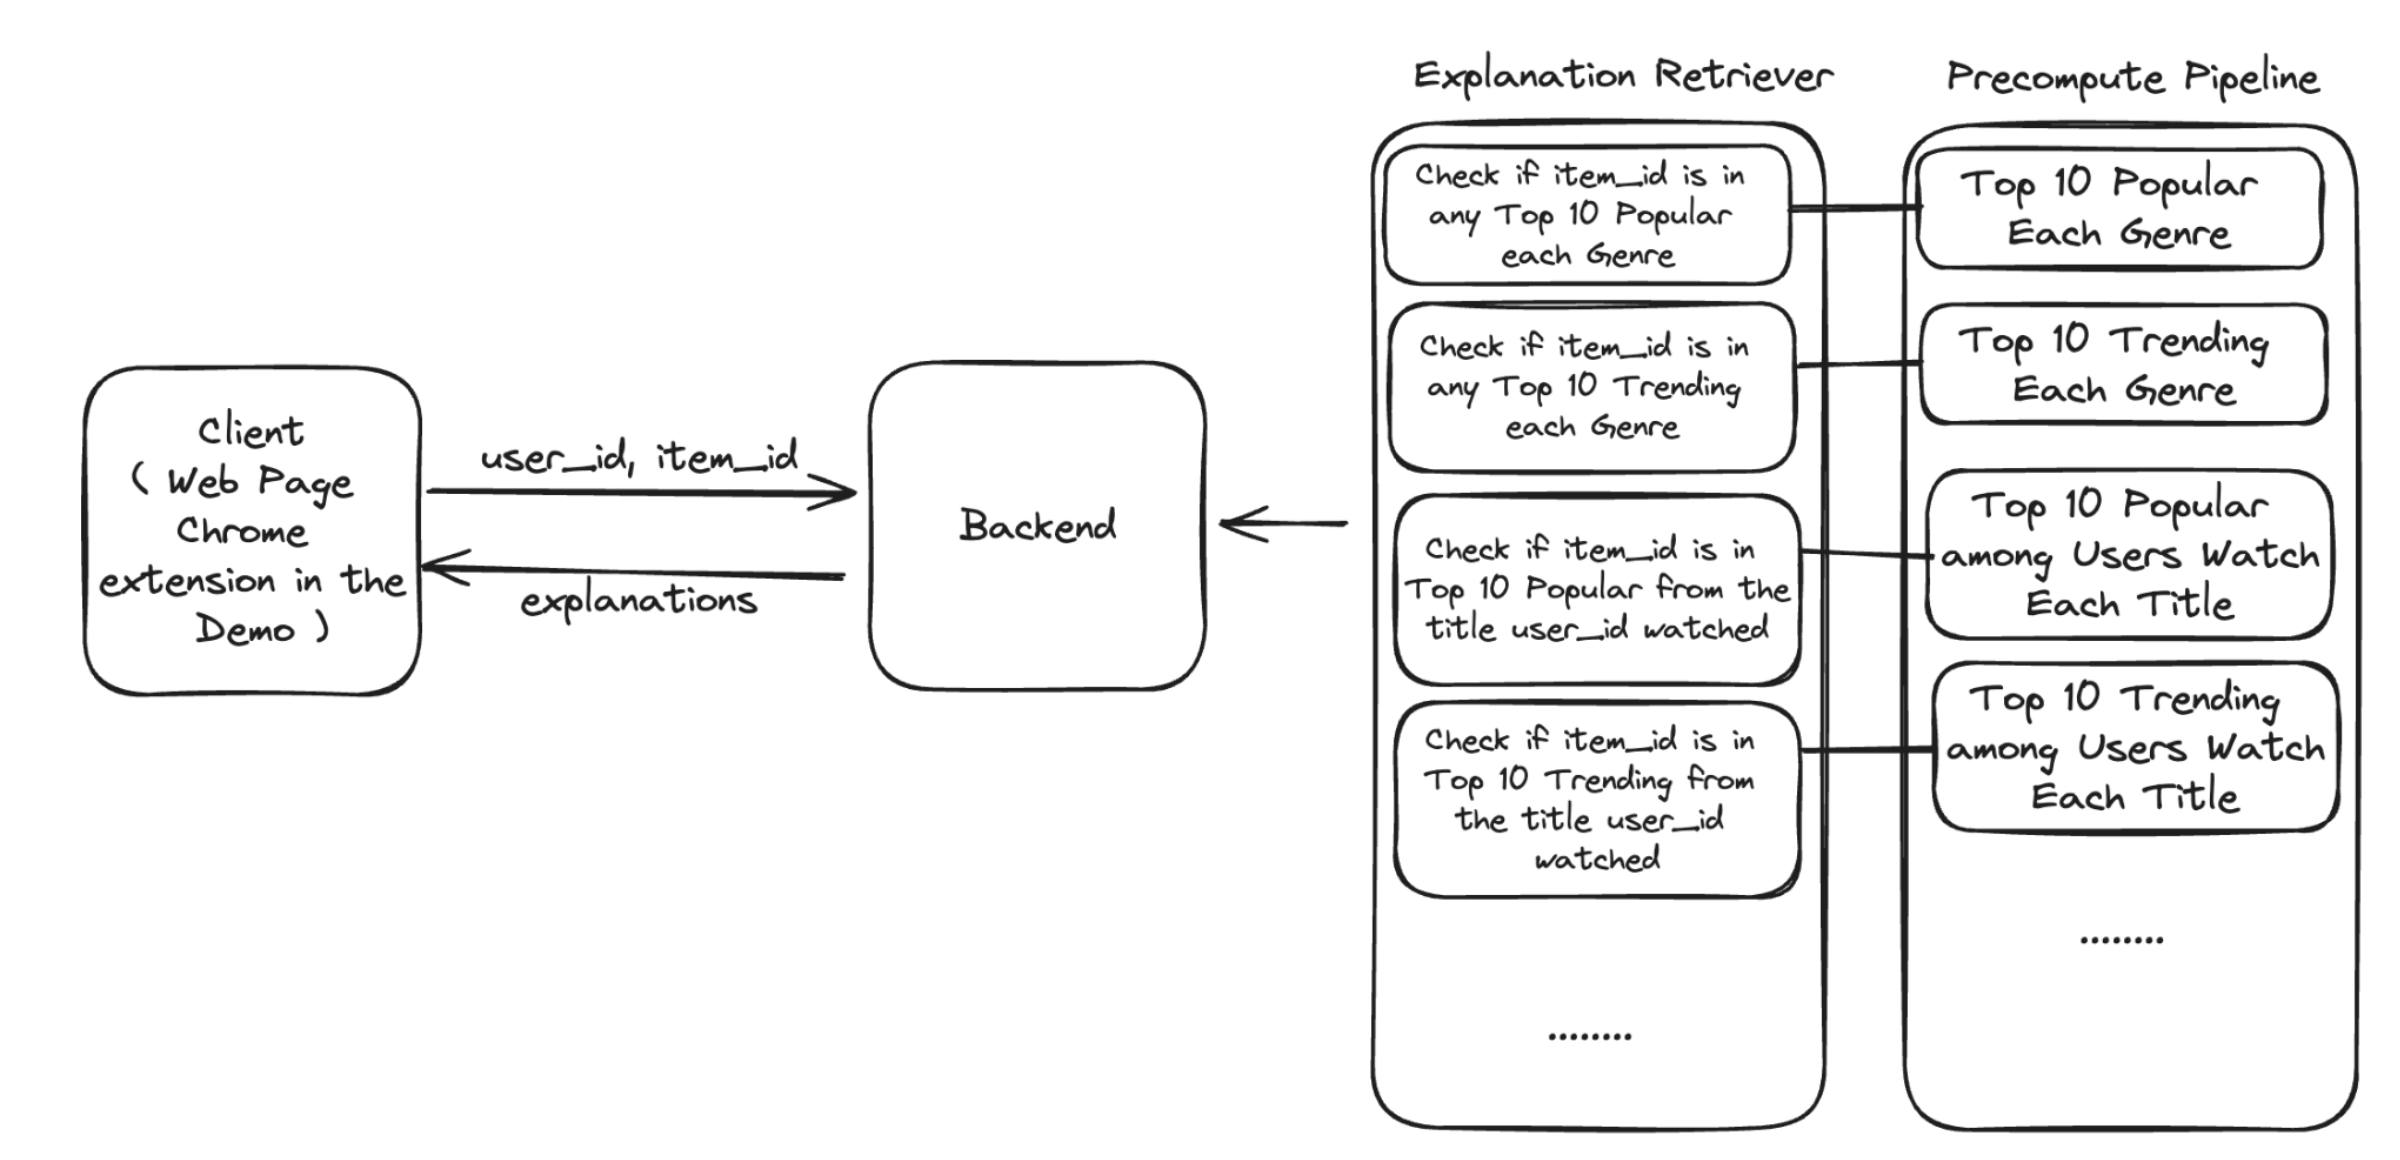 Explanation Retriever
Precompute Pipeline
Client
( Web Page
Chrome
extension in the
Demo )
user_id, item_id
explanations
Backend
Check if item_id is in
any Top 10 Popular
each Genre
Check if item_id is in
any Top 10 Trending
each Genre
Check if item_id is in
Top 10 Popular from the
title user_id watched
Check if item_id is in
Top 10 Trending from
the title user_id
watched
........
Top 10 Popular
Each Genre
Top 10 Trending
Each Genre
Top 10 Popular
among Users Watch
Each Title
Top 10 Trending
among Users Watch
Each Title
........